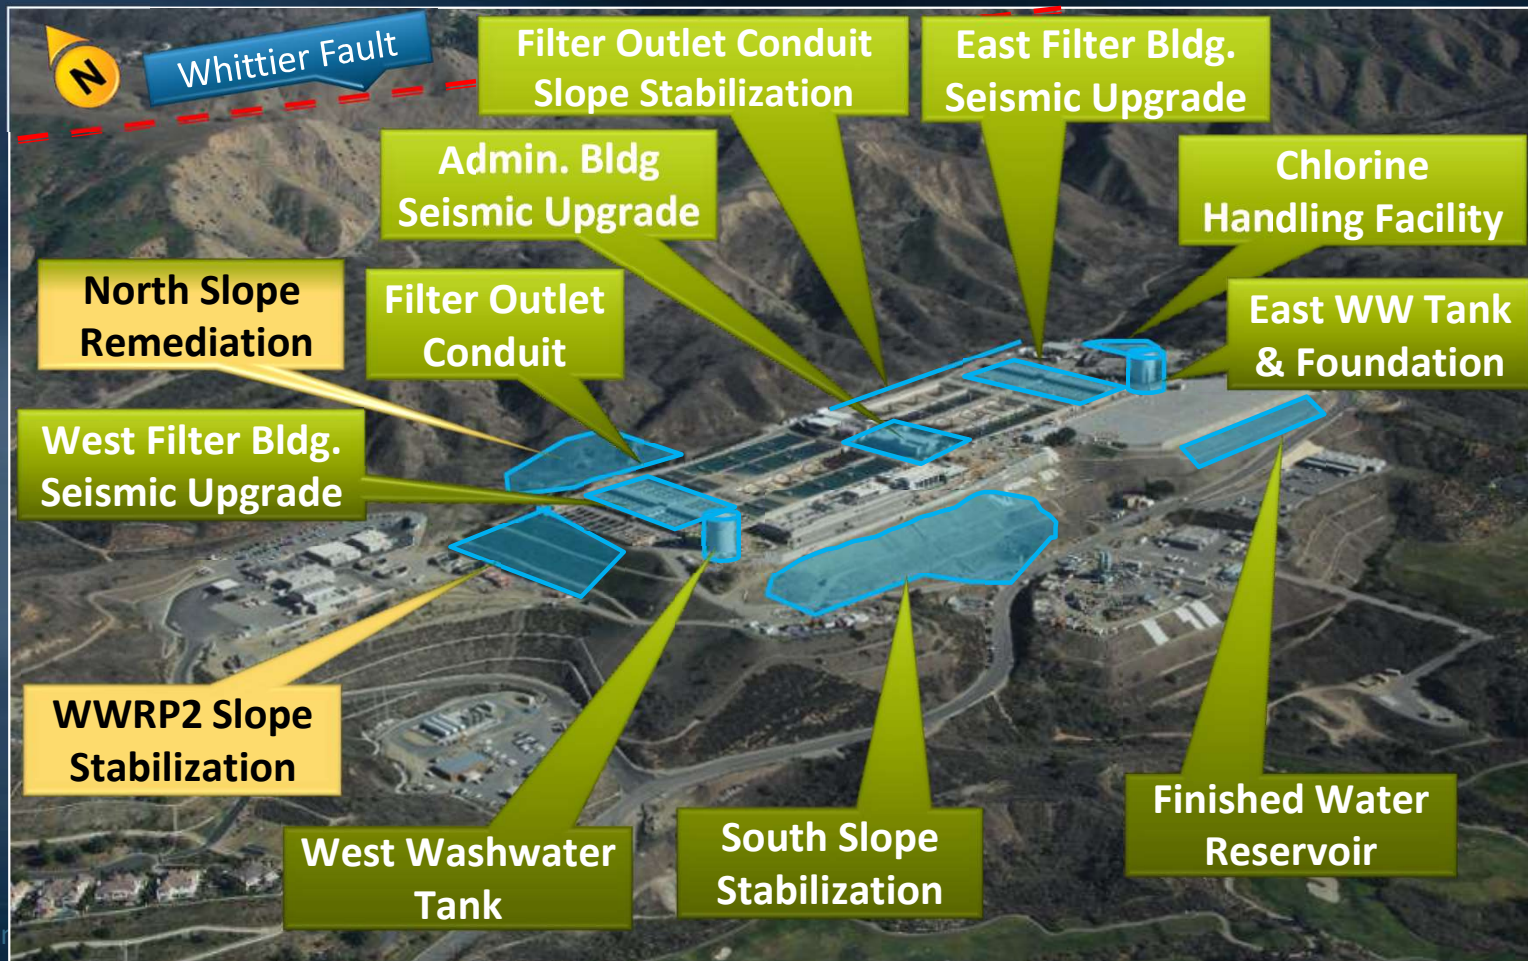 N
Whittier Fault
Filter Outlet Conduit
Slope Stabilization
East Filter Bldg.
Seismic Upgrade
Admin. Bldg
Seismic Upgrade
Chlorine
Handling Facility
North Slope
Remediation
Filter Outlet
Conduit
East WW Tank
& Foundation
West Filter Bldg.
Seismic Upgrade
WWRP2 Slope
Stabilization
West Washwater
Tank
South Slope
Stabilization
Finished Water
Reservoir